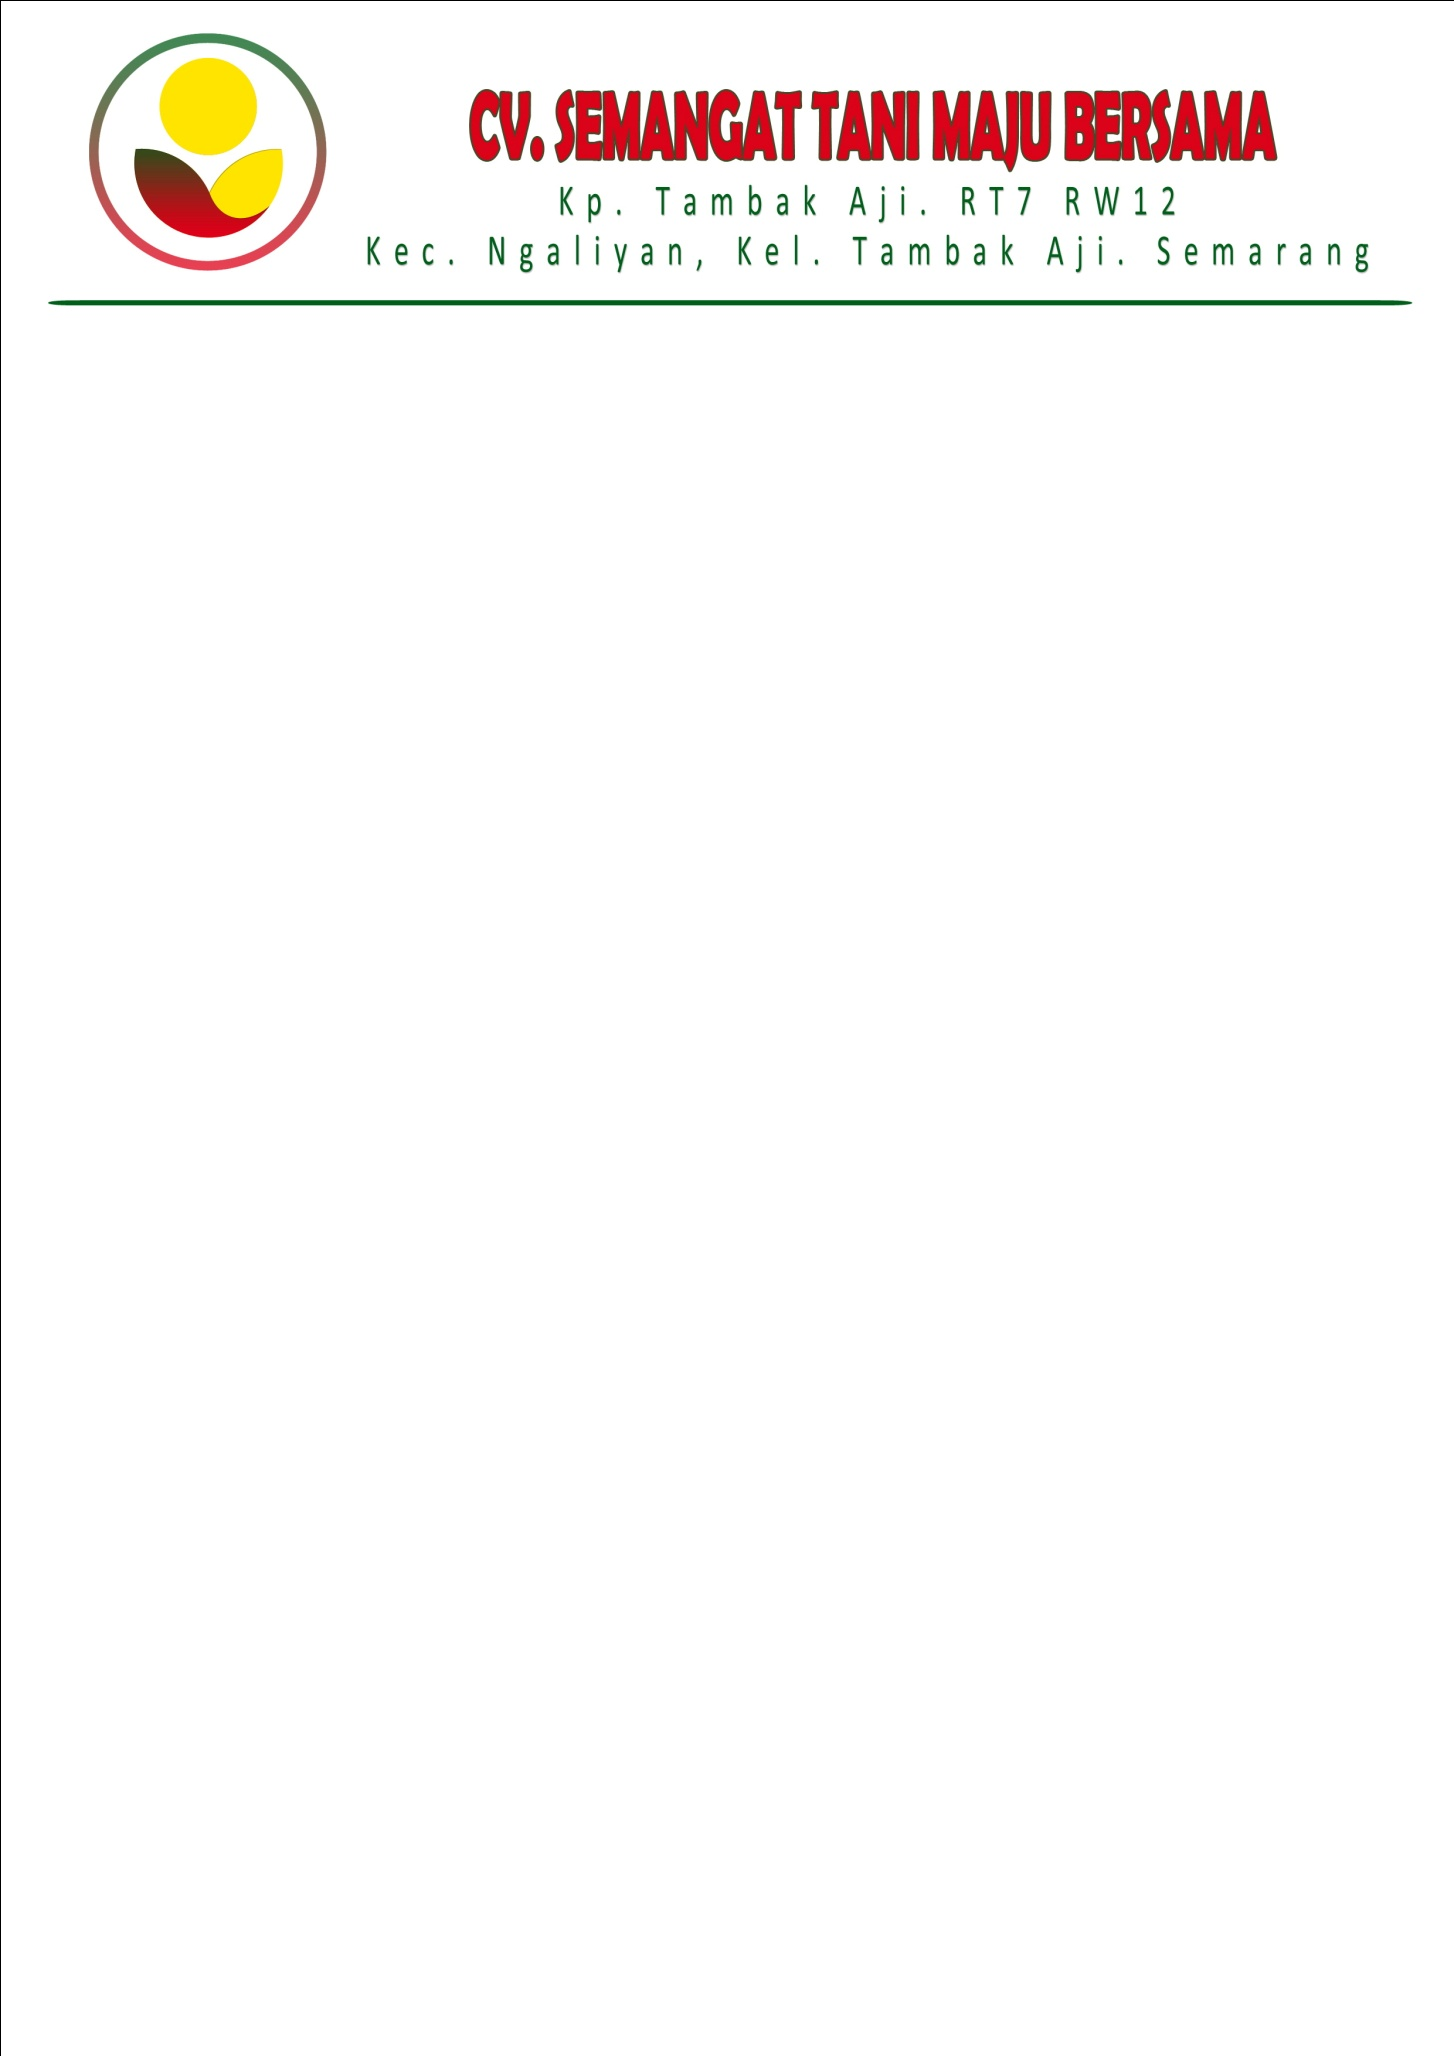 CV. SEMANGAT TANI MAJU BERSAMA
Kp. Tambak Aji. RT7 RW12
Kec. Ngaliyan, Kel. Tambak Aji. Semarang